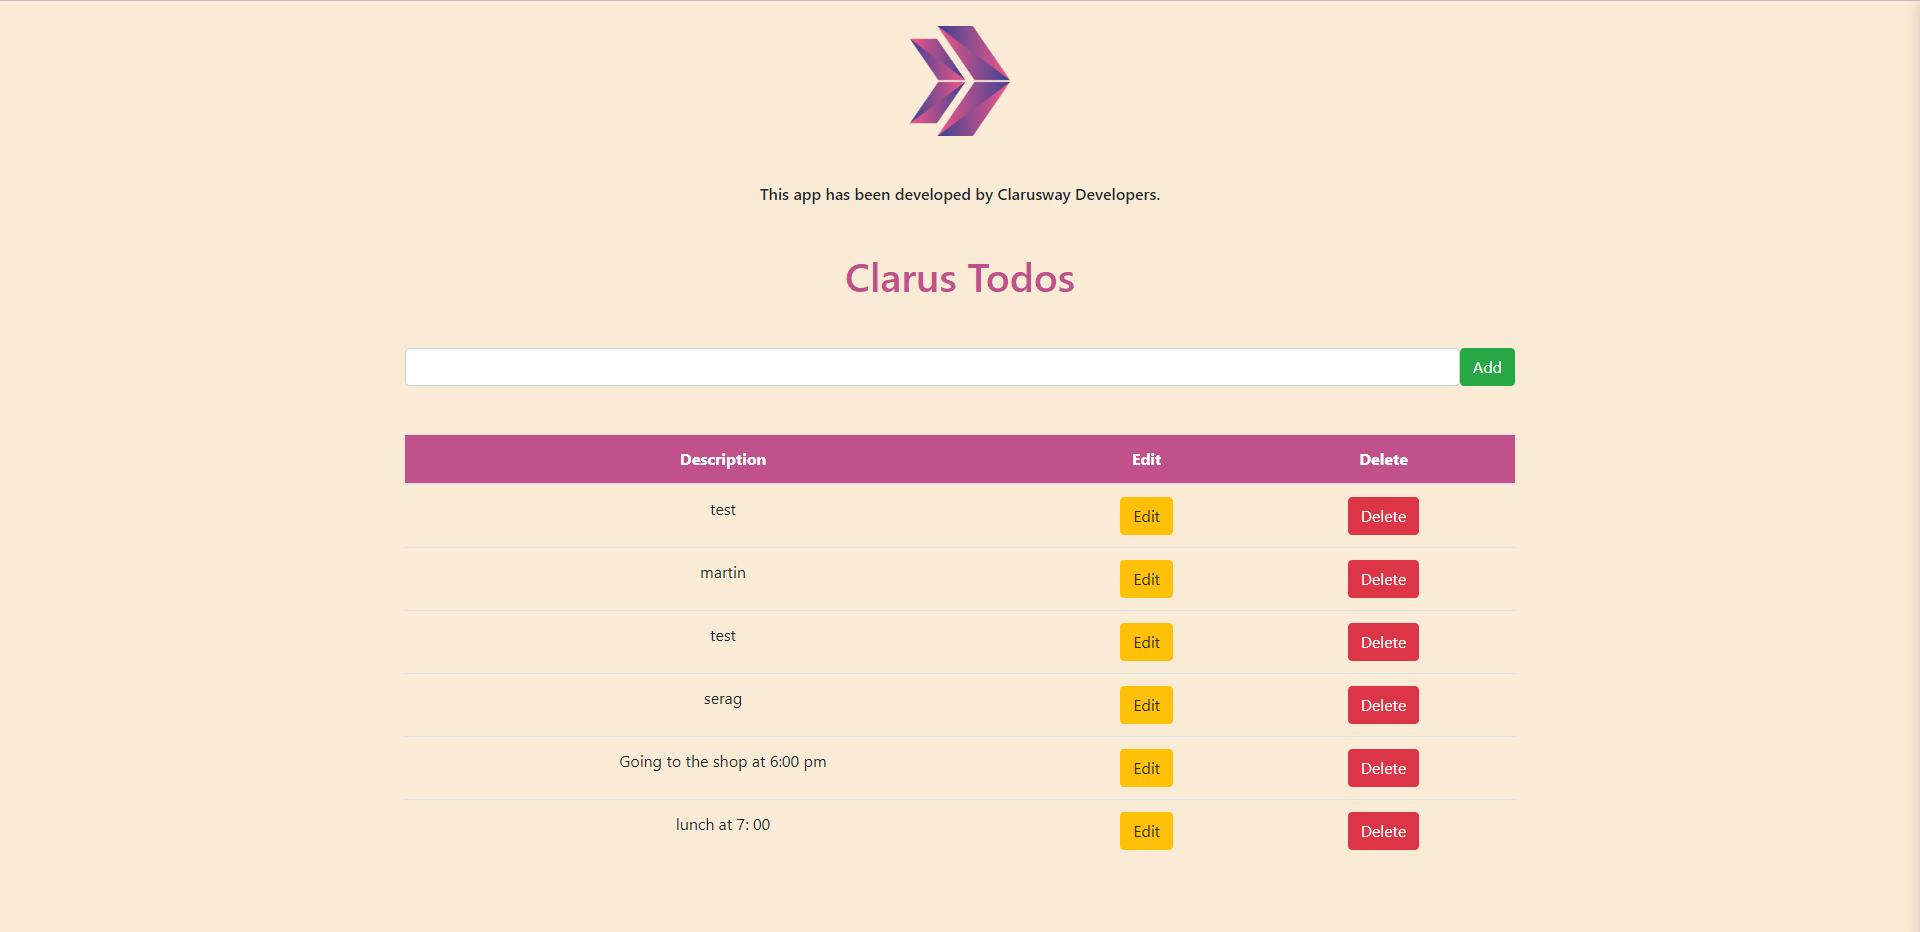 This app has been developed by Clarusway Developers.
Clarus Todos
Add
Description Edit Delete
test Edit Delete
martin Edit Delete
test Edit Delete
serag Edit Delete
Going to the shop at 6:00 pm Edit Delete
lunch at 7: 00 Edit Delete